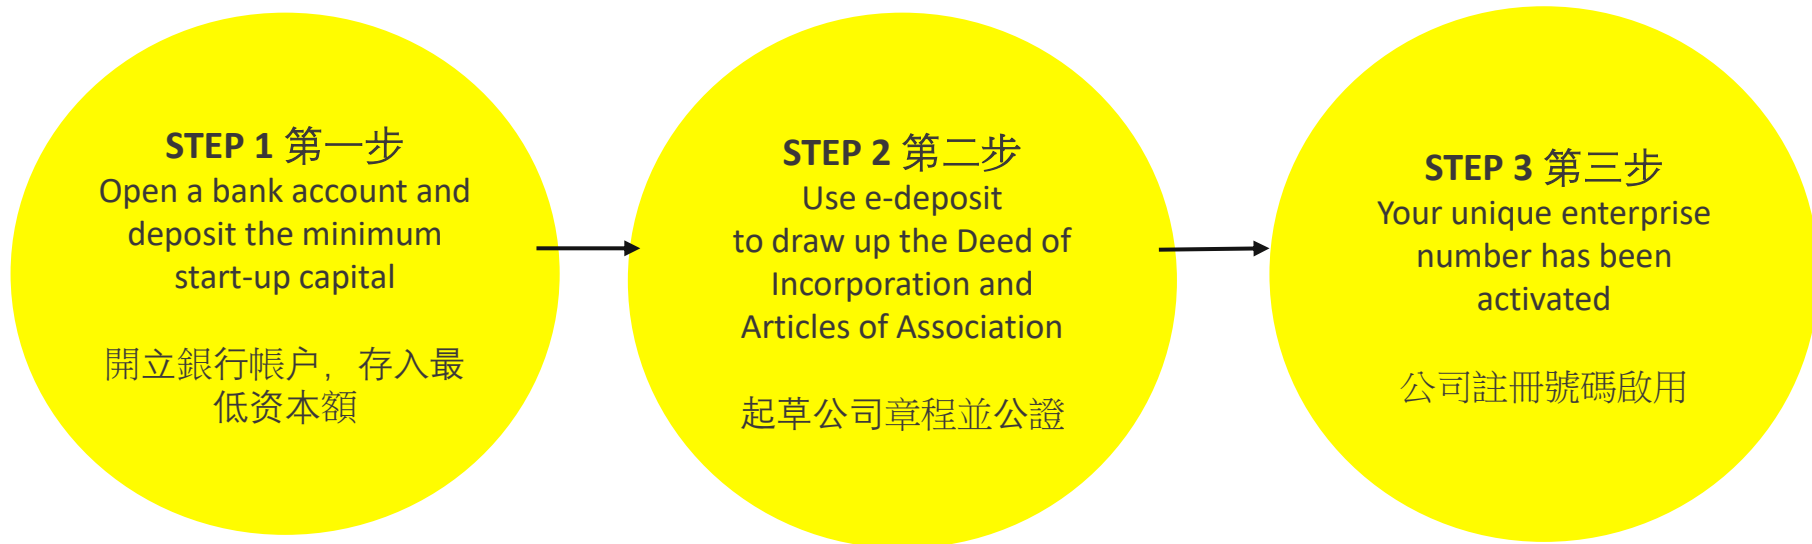 STEP 1 第一步
Open a bank account and
deposit the minimum
start-up capital
開立銀行帳户，存入最
低资本額
STEP 2 第二步
Use e-deposit
to draw up the Deed of
Incorporation and
Articles of Association
起草公司章程並公證
STEP 3 第三步
Your unique enterprise
number has been
activated
公司註冊號碼啟用